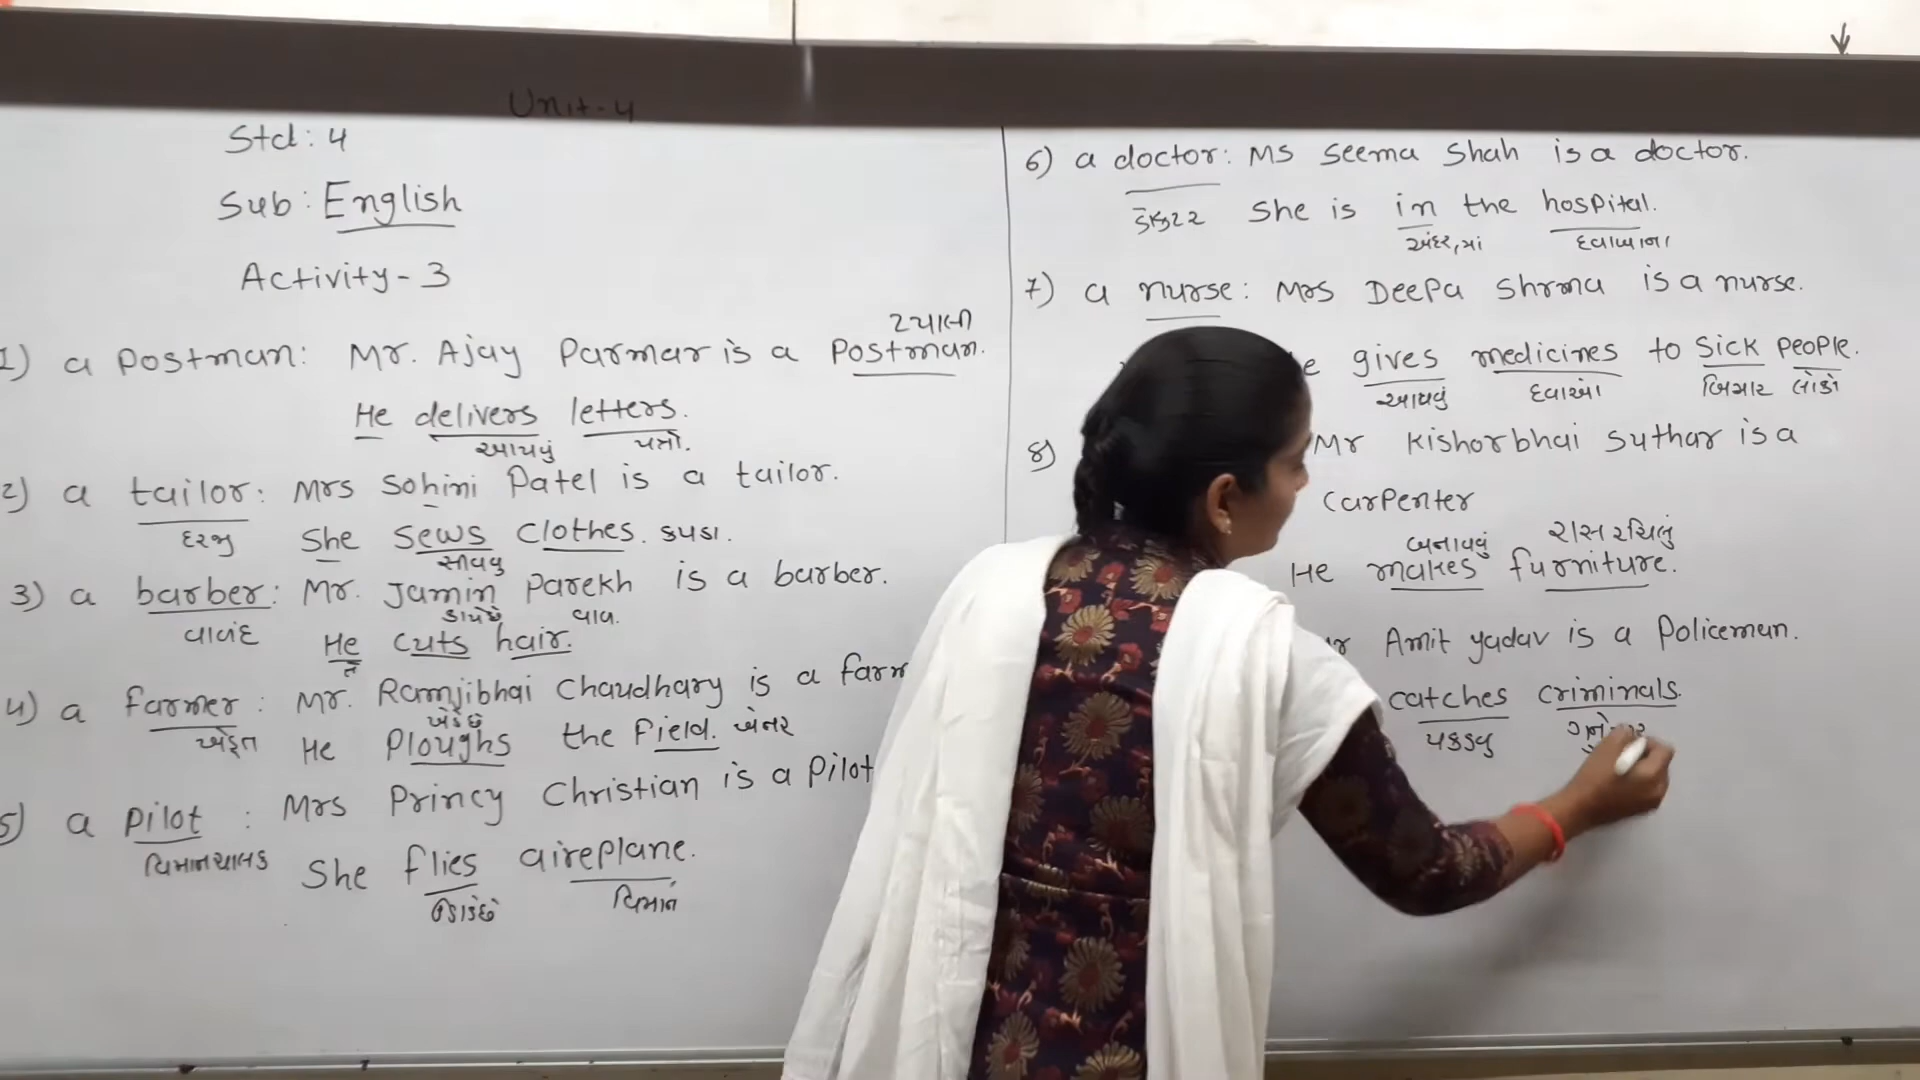 Unit-4
Std: 4
Sub: English
Activity-3
ટપાલી
1) a postman: Mr. Ajay Parmar is a Postman.
He delivers letters.
આપવું પત્રો.
2) a tailor: Mrs Sohini Patel is a tailor.
દરજી She sews clothes. કપડા.
સીવવુ
3) a barber: Mr. Jamin Parekh is a barber.
કાપેછે વાળ.
વાળંદ He cuts hair.
તે
4) a farmer: Mr. Ramjibhai Chaudhary is a farm
ખેડેછે
ખેડૂત He Ploughs the Field. ખેતર
5) a Pilot : Mrs Princy Christian is a Pilot
વિમાનચાલક She flies aireplane.
ઉડાડેછે વિમાન
6) a doctor: MS Seema Shah is a doctor.
ડૉક્ટર She is in the hospital.
અંદર, માં દવાખાના
7) a nurse: Mrs Deepa Shrma is a nurse.
e gives medicines to Sick People.
આપવું દવાઓ બિમાર લોકો
8) Mr Kishorbhai Suthar is a
Carpenter
બનાવવું રાસ રચિલું
He makes furniture.
r Amit yadav is a Policeman.
catches criminals.
પકડવુ